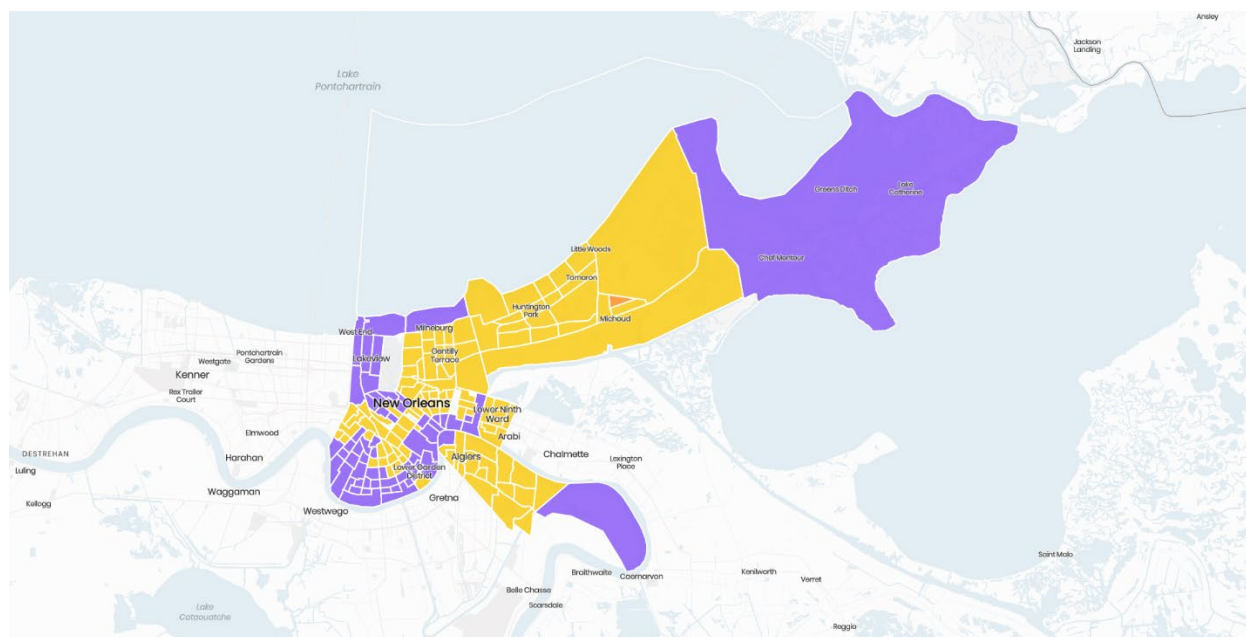 Ansley
Jackson
Landing
Lake
Pontchartrain
Greens Ditch
Lake
Catherine
Little Woods
Chef Menteur
Tamaron
Huntington
Park
Michoud
West End
Milneburg
Pontchartrain
Gardens
Lakeview
Gentilly
Terrace
Westgate
Kenner
Rex Trailer
Court
New Orleans
Lower Ninth
Ward
Elmwood
Arabi
DESTREHAN
Harahan
Algiers
Chalmette
Lexington
Place
Luling
Lower Garden
District
Waggaman
Gretna
Kellogg
Westwego
Saint Malo
Braithwaite
Caernarvon
Kenilworth
Verret
Belle Chasse
Scarsdale
Lake
Cataouatche
Reggio